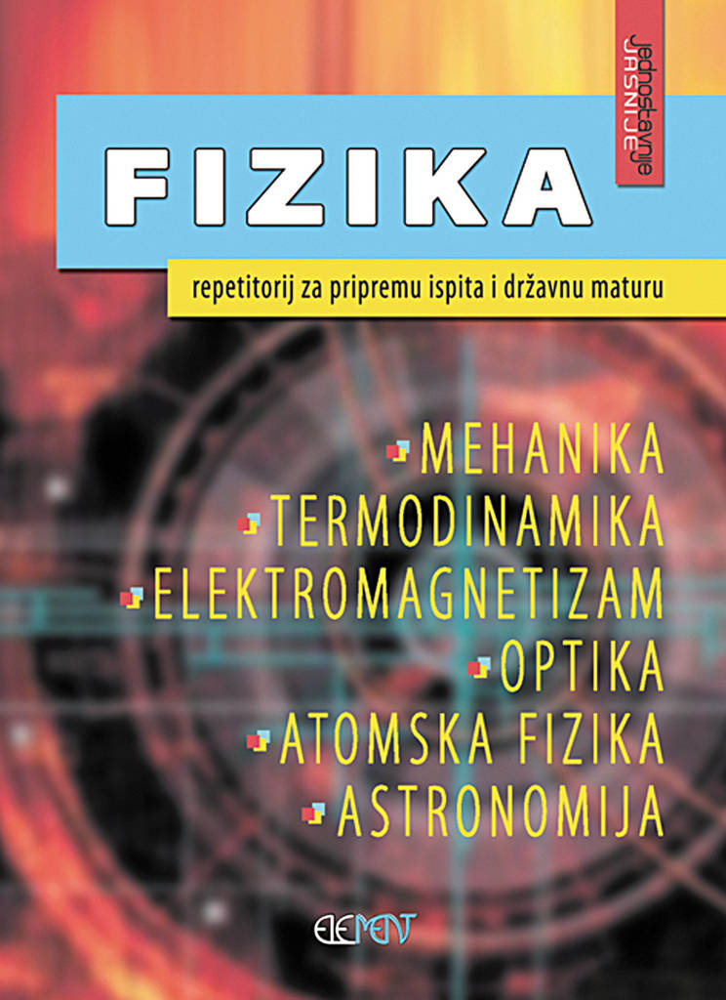 jednostavnije
JASNIJE
FIZIKA
repetitorij za pripremu ispita i državnu maturu
MEHANIKA
TERMODINAMIKA
ELEKTROMAGNETIZAM
OPTIKA
ATOMSKA FIZIKA
ASTRONOMIJA
ELEMENT